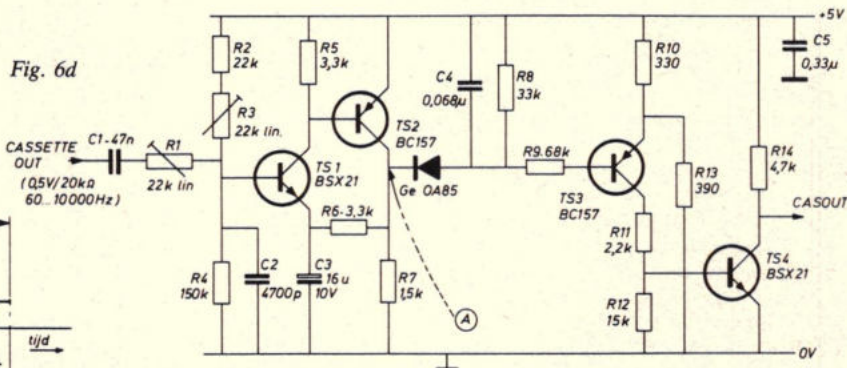 Fig. 6d
CASSETTE
OUT
(0,5V/20kΩ
60...10000Hz)
C1-47n
R1
22k lin
R2
22k
R3
22k lin.
R4
150k
C2
4700p
TS1
BSX21
R5
3,3k
R6-3,3k
C3
16u
10V
TS2
BC157
R7
1,5k
A
Ge OA85
C4
0,068µ
R8
33k
R9-68k
TS3
BC157
R10
330
R11
2,2k
R12
15k
R13
390
R14
4,7k
TS4
BSX21
CASOUT
C5
0,33µ
+5V
0V
tijd